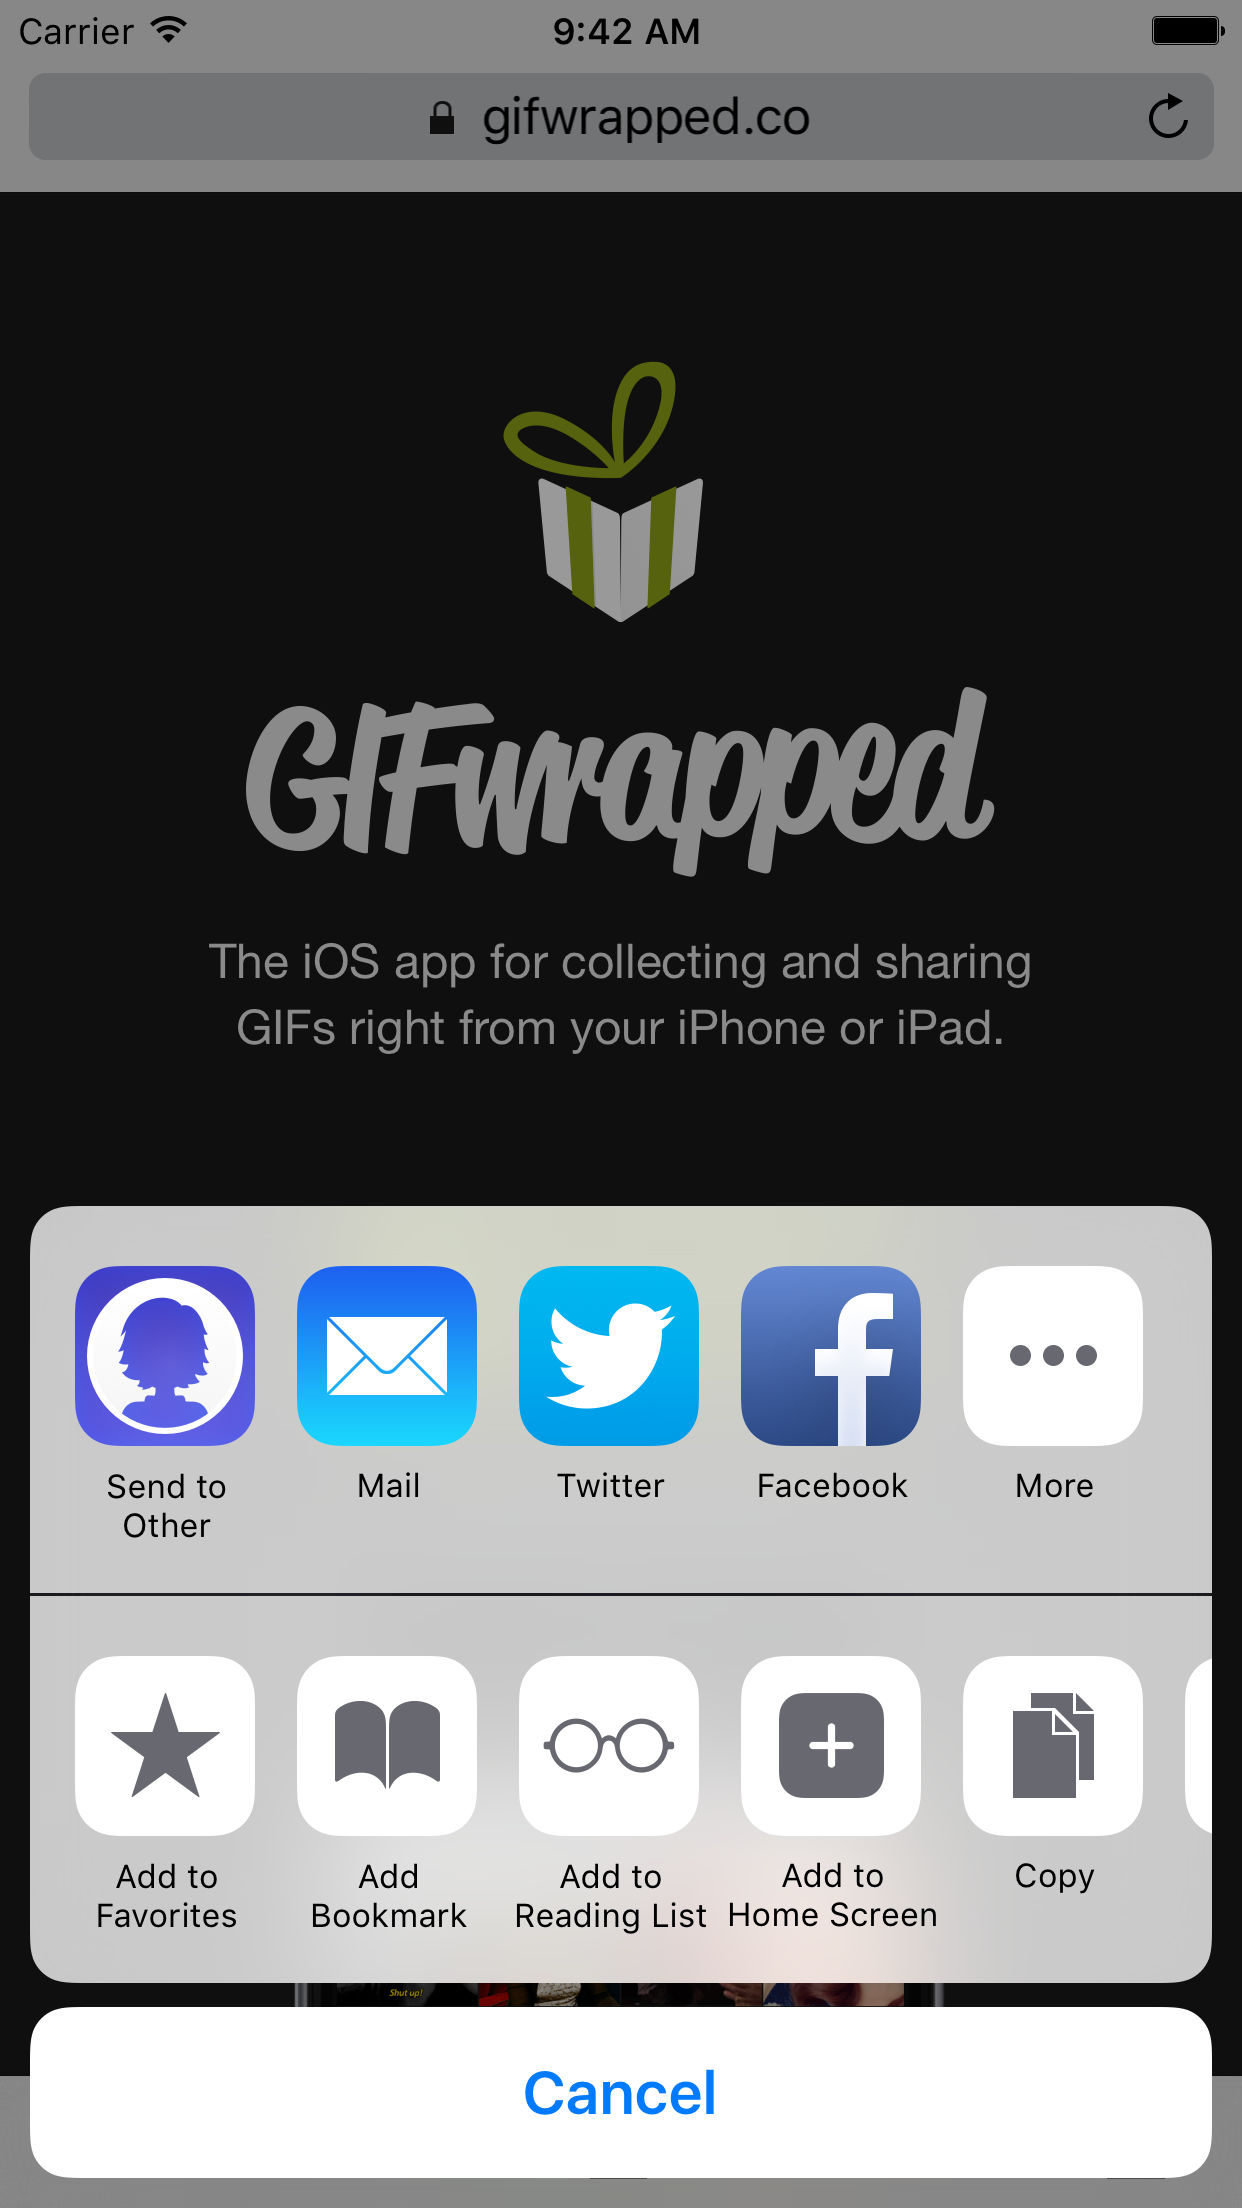 Carrier
9:42 AM
gifwrapped.co
GIFwrapped
The iOS app for collecting and sharing
GIFs right from your iPhone or iPad.
Send to
Other
Mail
Twitter
Facebook
More
Add to
Favorites
Add
Bookmark
Add to
Reading List
Add to
Home Screen
Copy
Shut up!
Cancel